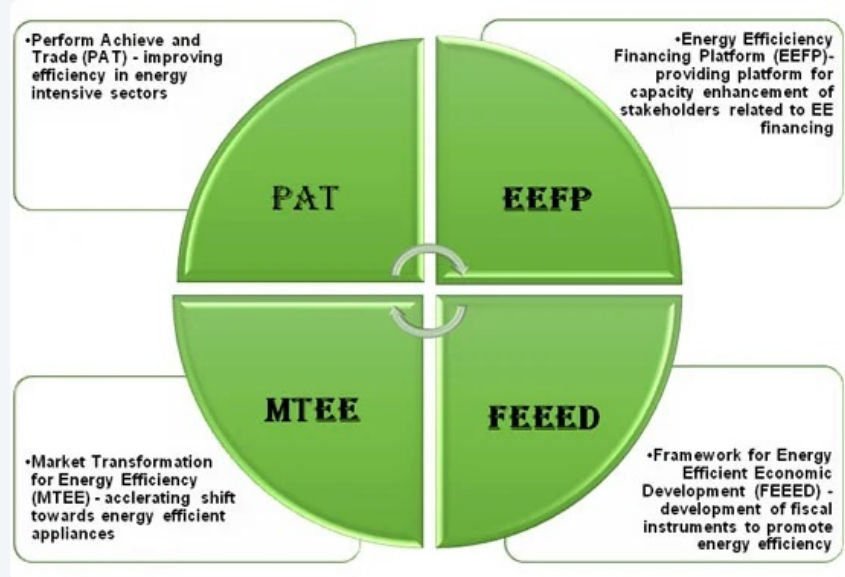 •Perform Achieve and
Trade (PAT) - improving
efficiency in energy
intensive sectors
•Energy Efficiciency
Financing Platform (EEFP)-
providing platform for
capacity enhancement of
stakeholders related to EE
financing
PAT
EEFP
MTEE
FEEED
•Market Transformation
for Energy Efficiency
(MTEE) - acclerating shift
towards energy efficient
appliances
•Framework for Energy
Efficient Economic
Development (FEEED) -
development of fiscal
instruments to promote
energy efficiency